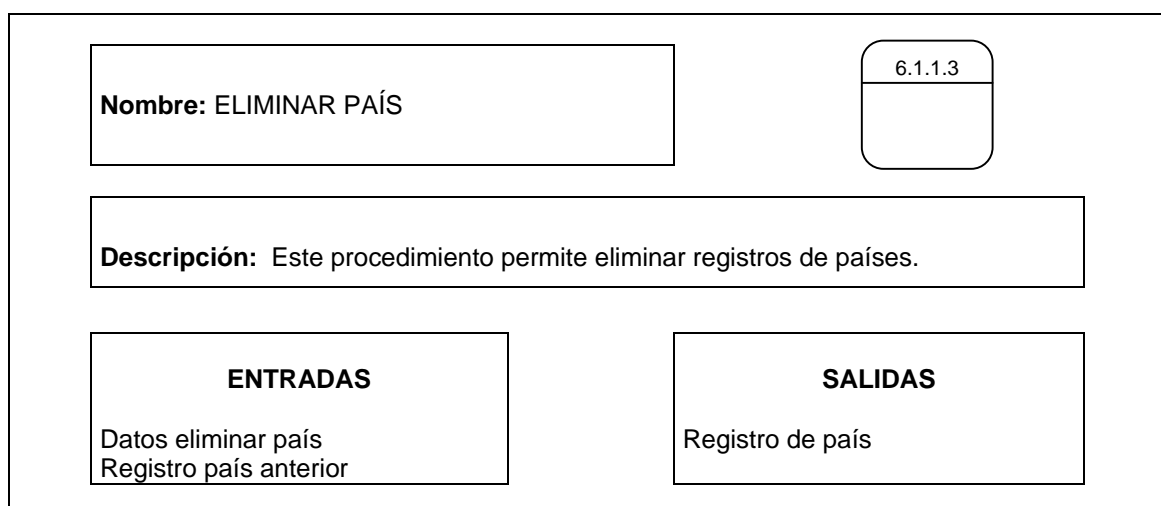 6.1.1.3
Nombre: ELIMINAR PAÍS
Descripción: Este procedimiento permite eliminar registros de países.
ENTRADAS
Datos eliminar país
Registro país anterior
SALIDAS
Registro de país